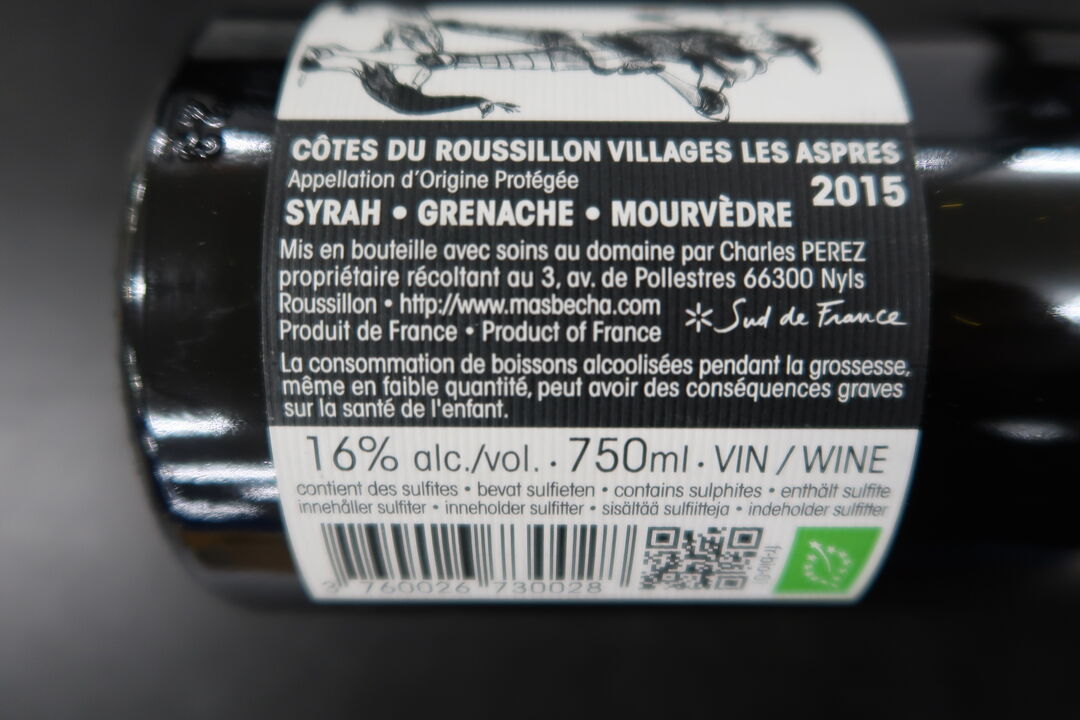 CÔTES DU ROUSSILLON VILLAGES LES ASPRES
Appellation d'Origine Protégée
2015
SYRAH • GRENACHE • MOURVÈDRE
Mis en bouteille avec soins au domaine par Charles PEREZ
propriétaire récoltant au 3, av. de Pollestres 66300 Nyls
Roussillon • http://www.masbecha.com
Sud de France
Produit de France • Product of France
La consommation de boissons alcoolisées pendant la grossesse,
même en faible quantité, peut avoir des conséquences graves
sur la santé de l'enfant.
16% alc./vol. · 750ml · VIN / WINE
contient des sulfites • bevat sulfieten • contains sulphites • enthält sulfite
innehåller sulfiter • inneholder sulfitter • sisältää sulfiitteja • indeholder sulfitter
3 760026 730028